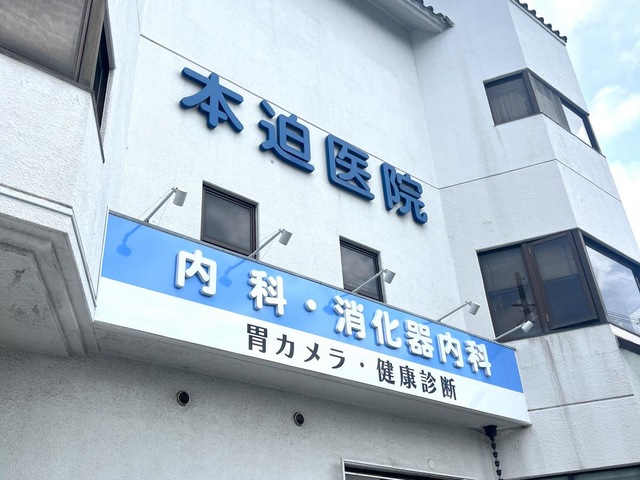 本迫医院
内科・消化器内科
胃カメラ・健康診断